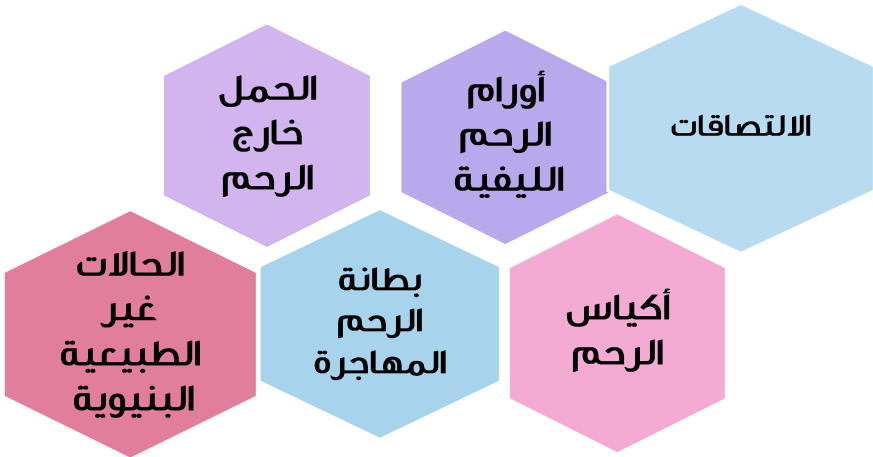 الالتصاقات
أورام
الرحم
الليفية
الحمل
خارج
الرحم
أكياس
الرحم
بطانة
الرحم
المهاجرة
الحالات
غير
الطبيعية
البنيوية